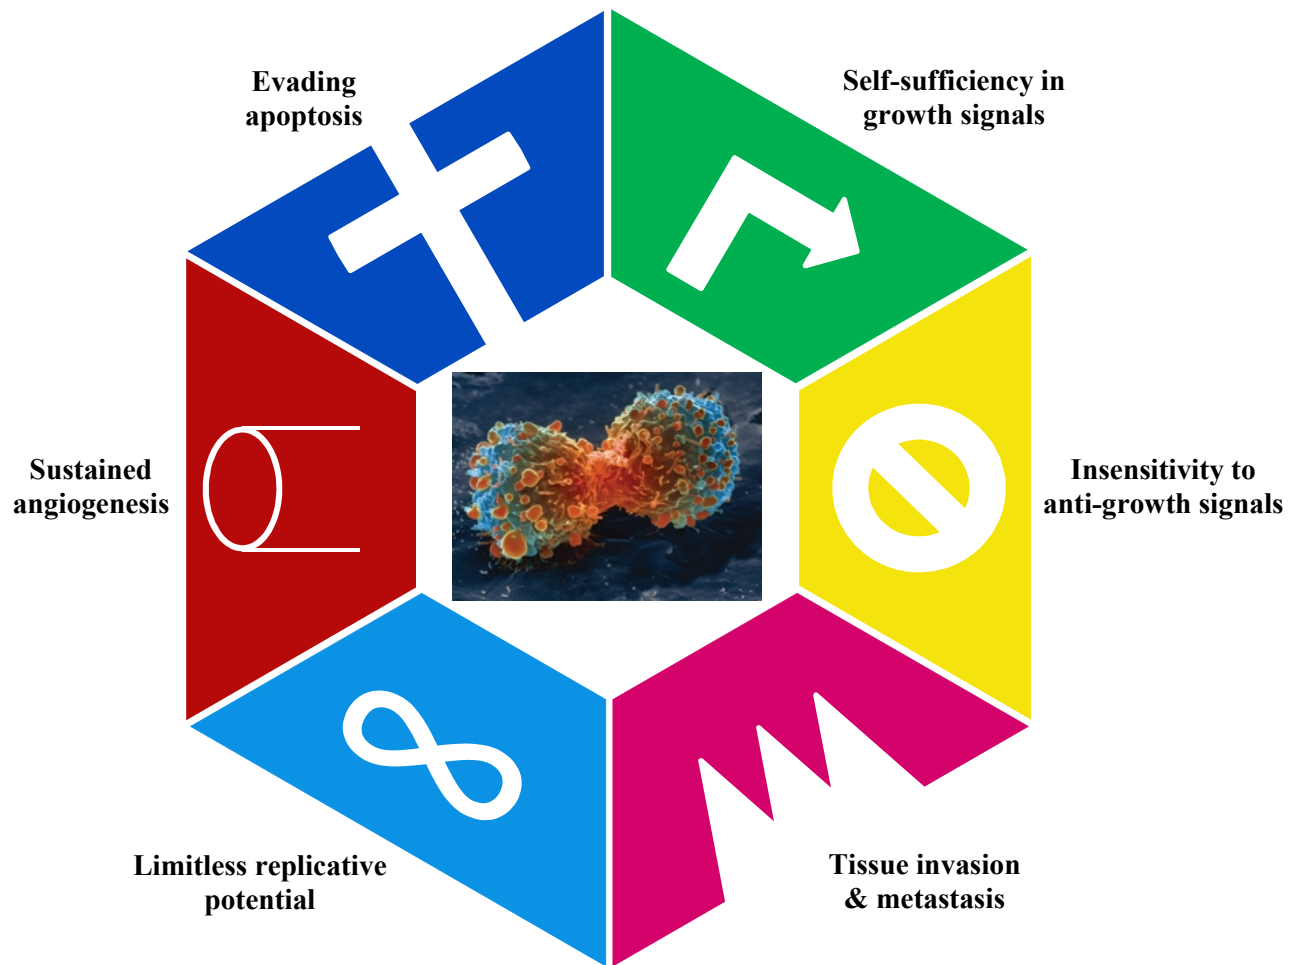 Evading
apoptosis
Self-sufficiency in
growth signals
Sustained
angiogenesis
Insensitivity to
anti-growth signals
Limitless replicative
potential
Tissue invasion
& metastasis